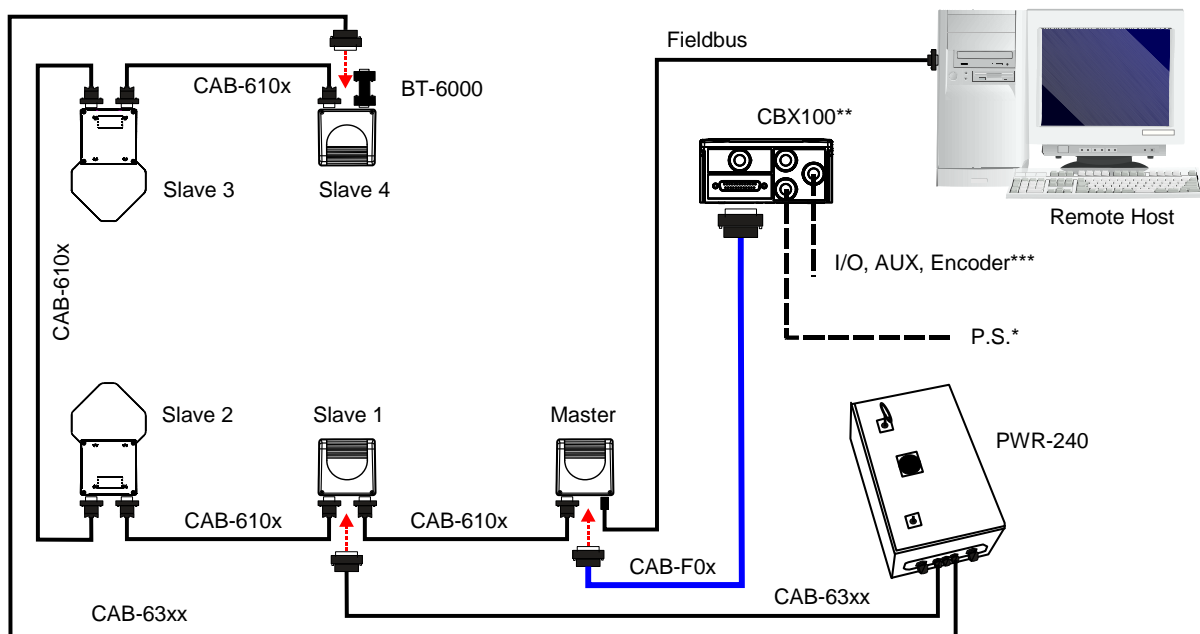 Fieldbus
CAB-610x
BT-6000
CBX100**
Slave 3
Slave 4
Remote Host
CAB-610x
I/O, AUX, Encoder***
P.S.*
Slave 2
Slave 1
Master
PWR-240
CAB-610x
CAB-610x
CAB-F0x
CAB-63xx
CAB-63xx